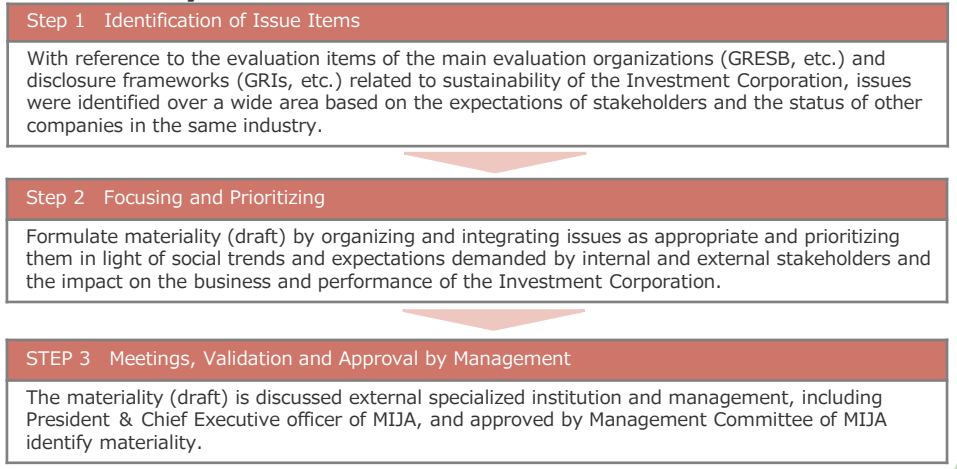 Step 1 Identification of Issue Items
With reference to the evaluation items of the main evaluation organizations (GRESB, etc.) and
disclosure frameworks (GRIs, etc.) related to sustainability of the Investment Corporation, issues
were identified over a wide area based on the expectations of stakeholders and the status of other
companies in the same industry.
Step 2 Focusing and Prioritizing
Formulate materiality (draft) by organizing and integrating issues as appropriate and prioritizing
them in light of social trends and expectations demanded by internal and external stakeholders and
the impact on the business and performance of the Investment Corporation.
STEP 3 Meetings, Validation and Approval by Management
The materiality (draft) is discussed external specialized institution and management, including
President & Chief Executive officer of MIJA, and approved by Management Committee of MIJA
identify materiality.